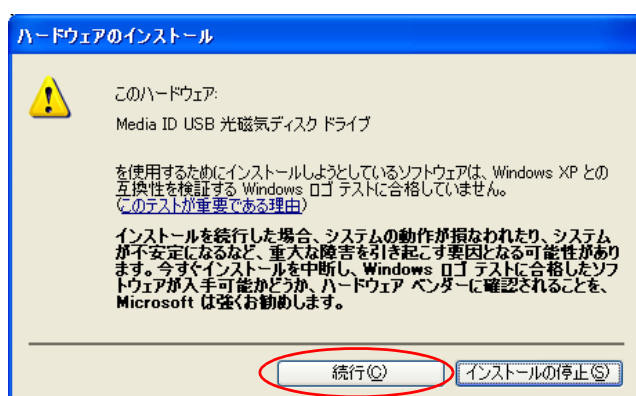 ハードウェアのインストール
このハードウェア:
Media ID USB 光磁気ディスク ドライブ
を使用するためにインストールしようとしているソフトウェアは、Windows XP との
互換性を検証する Windows ロゴ テストに合格していません。
(このテストが重要である理由)
インストールを続行した場合、システムの動作が損なわれたり、システム
が不安定になるなど、重大な障害を引き起こす要因となる可能性があり
ます。今すぐインストールを中断し、Windows ロゴ テストに合格したソフ
トウェアが入手可能かどうか、ハードウェア ベンダーに確認されることを、
Microsoft は強くお勧めします。
続行(C)
インストールの停止(S)